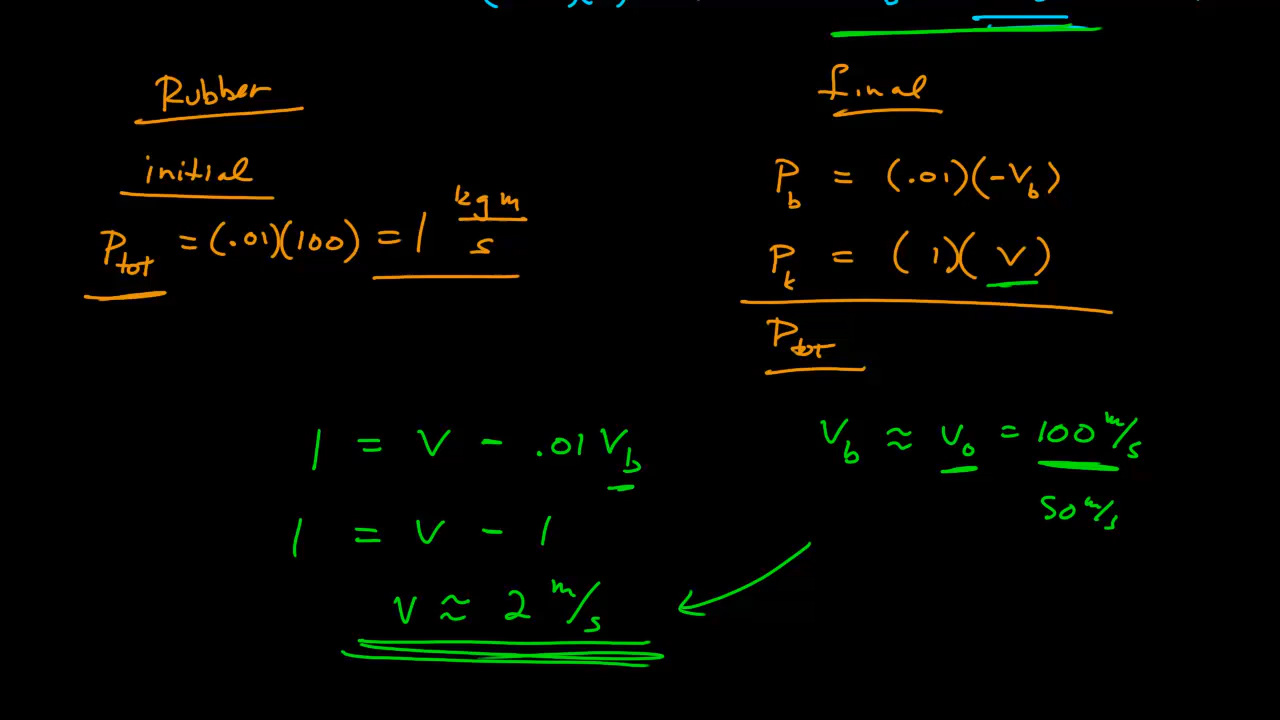 Rubber
initial
P_tot = (.01)(100) = 1 kg m / s
final
P_b = (.01)(-V_b)
P_k = (1)(V)
P_tot
1 = V - .01 V_b
V_b ≈ V_0 = 100 m/s
50 m/s
1 = V - 1
V ≈ 2 m/s